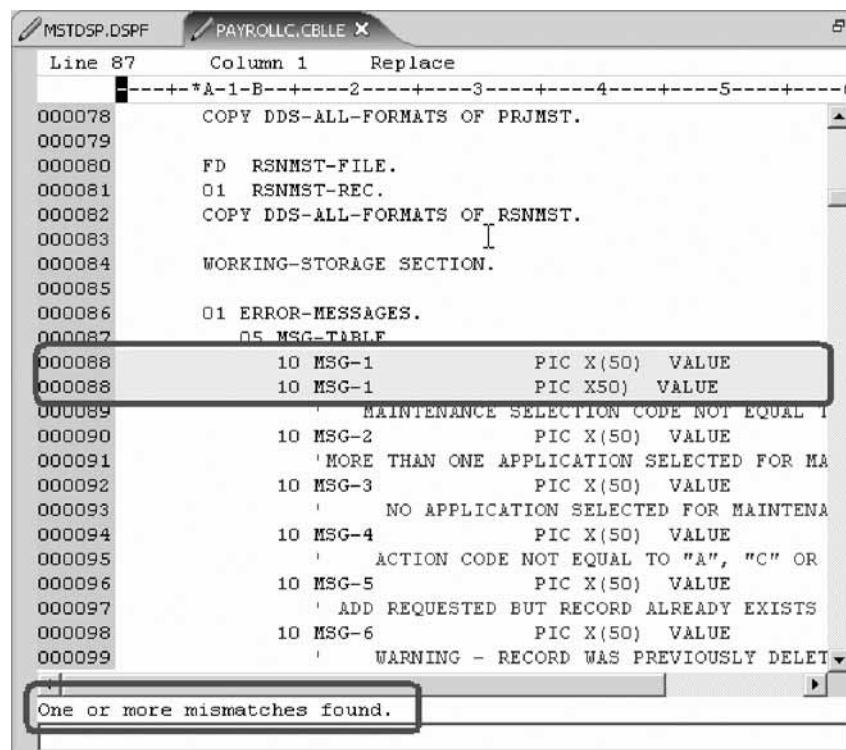 MSTDSP.DSPF PAYROLLC.CBLLE X
Line 87 Column 1 Replace
----+-*A-1-B--+----2----+----3----+----4----+----5----+----
000078 COPY DDS-ALL-FORMATS OF PRJMST.
000079
000080 FD RSNMST-FILE.
000081 01 RSNMST-REC.
000082 COPY DDS-ALL-FORMATS OF RSNMST.
000083
000084 WORKING-STORAGE SECTION.
000085
000086 01 ERROR-MESSAGES.
000087 05 MSG-TABLE
000088 10 MSG-1 PIC X(50) VALUE
000088 10 MSG-1 PIC X50) VALUE
000089 ' MAINTENANCE SELECTION CODE NOT EQUAL T
000090 10 MSG-2 PIC X(50) VALUE
000091 'MORE THAN ONE APPLICATION SELECTED FOR MA
000092 10 MSG-3 PIC X(50) VALUE
000093 ' NO APPLICATION SELECTED FOR MAINTENA
000094 10 MSG-4 PIC X(50) VALUE
000095 ' ACTION CODE NOT EQUAL TO "A", "C" OR
000096 10 MSG-5 PIC X(50) VALUE
000097 ' ADD REQUESTED BUT RECORD ALREADY EXISTS
000098 10 MSG-6 PIC X(50) VALUE
000099 ' WARNING - RECORD WAS PREVIOUSLY DELET
One or more mismatches found.